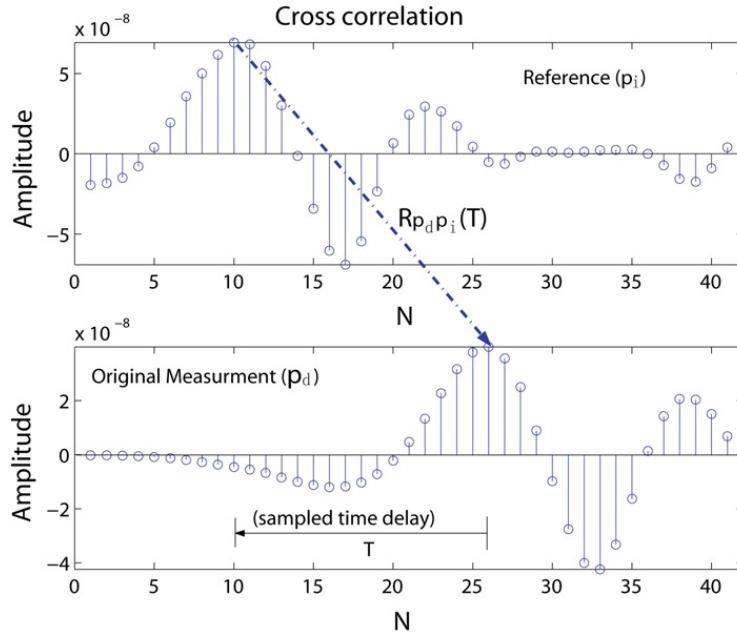 Cross correlation
x 10⁻⁸
5
0
−5
Amplitude
Reference (pᵢ)
R_{p_d p_i}(T)
0 5 10 15 20 25 30 35 40
N
x 10⁻⁸
2
0
−2
−4
Amplitude
Original Measurment (p_d)
(sampled time delay)
T
0 5 10 15 20 25 30 35 40
N